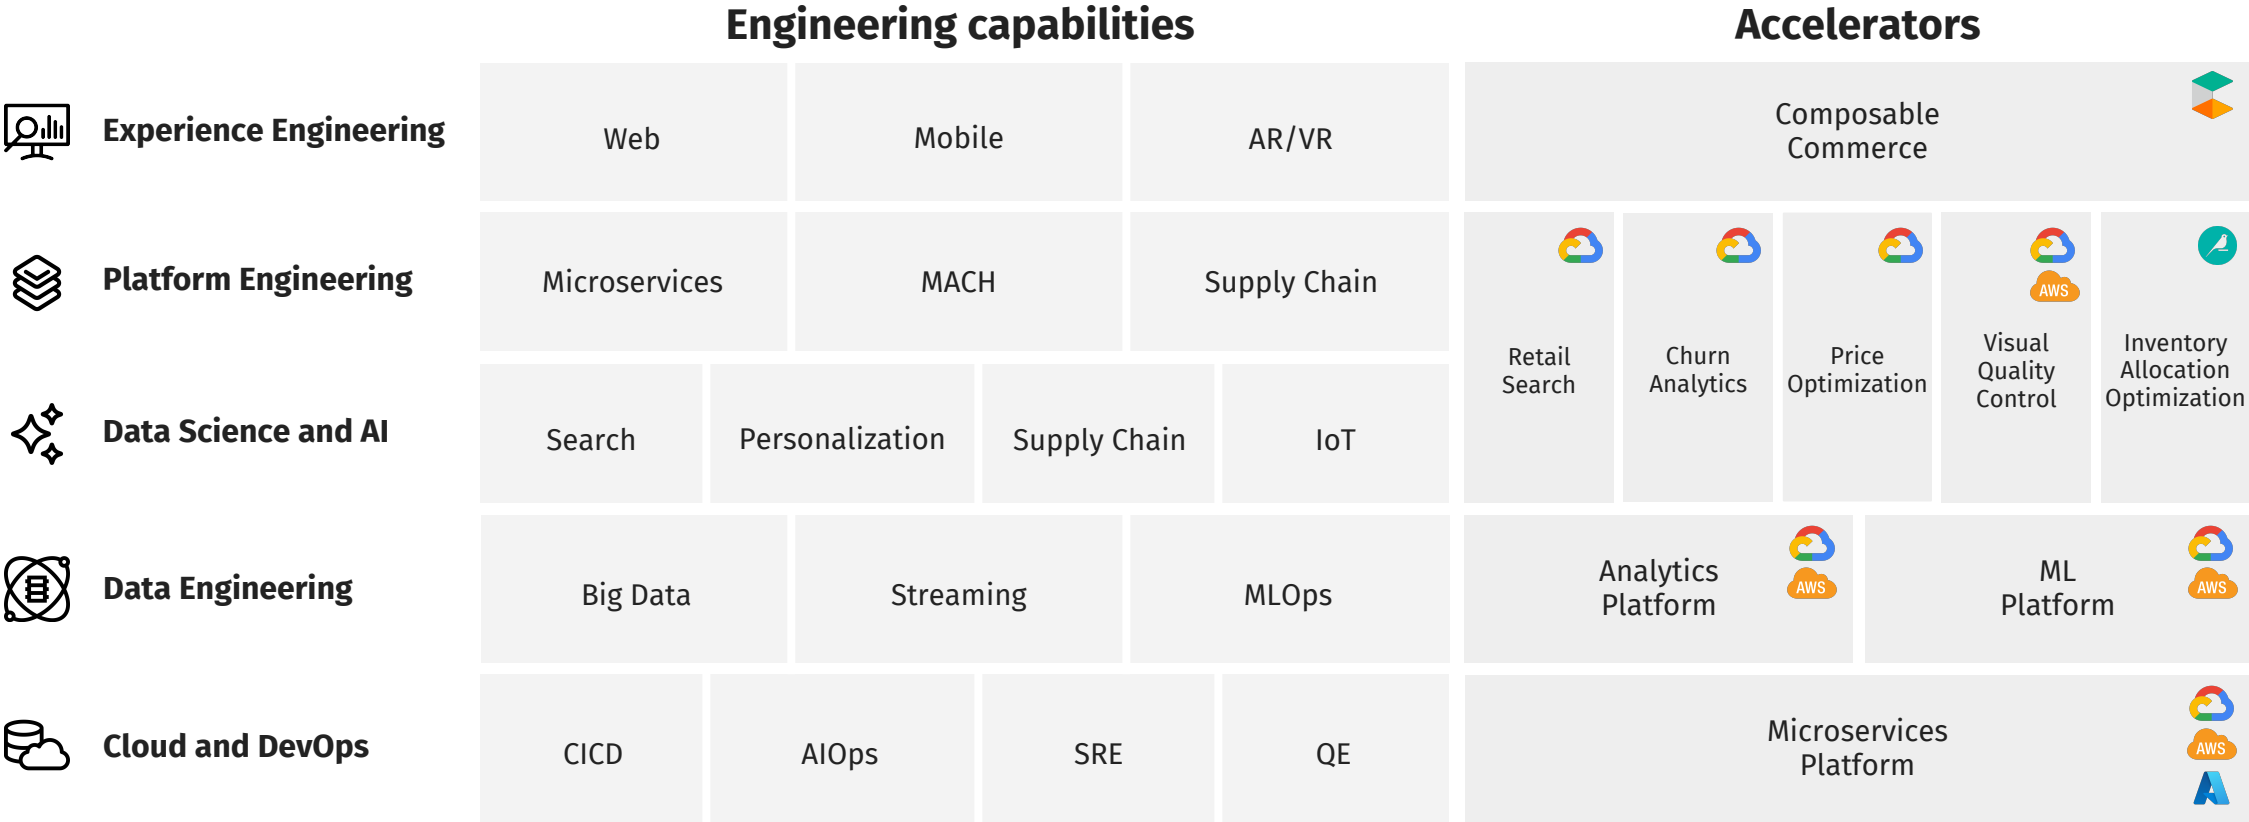 Engineering capabilities
Accelerators
Experience Engineering
Web
Mobile
AR/VR
Composable
Commerce
Platform Engineering
Microservices
MACH
Supply Chain
Data Science and AI
Search
Personalization
Supply Chain
IoT
Retail
Search
Churn
Analytics
Price
Optimization
AWS
Visual
Quality
Control
Inventory
Allocation
Optimization
Data Engineering
Big Data
Streaming
MLOps
Analytics
Platform
AWS
ML
Platform
AWS
Cloud and DevOps
CICD
AIOps
SRE
QE
Microservices
Platform
AWS